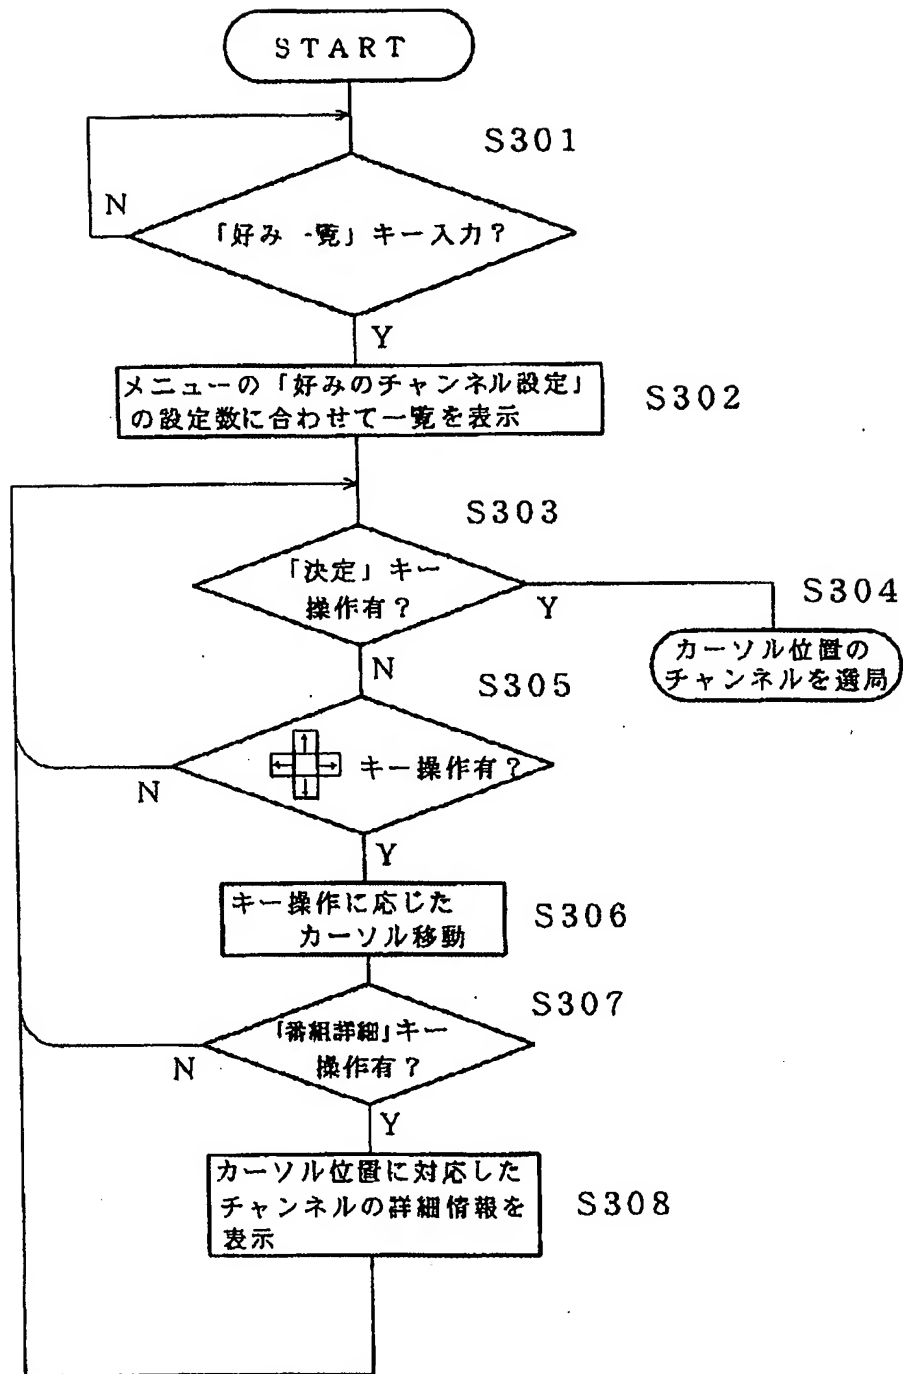 START
S301
N
「好み一覧」キー入力?
Y
メニューの「好みのチャンネル設定」
の設定数に合わせて一覧を表示
S302
S303
「決定」キー
操作有?
Y
S304
カーソル位置の
チャンネルを選局
N
S305
↑
← →
↓
キー操作有?
N
Y
キー操作に応じた
カーソル移動
S306
S307
「番組詳細」キー
操作有?
N
Y
カーソル位置に対応した
チャンネルの詳細情報を
表示
S308